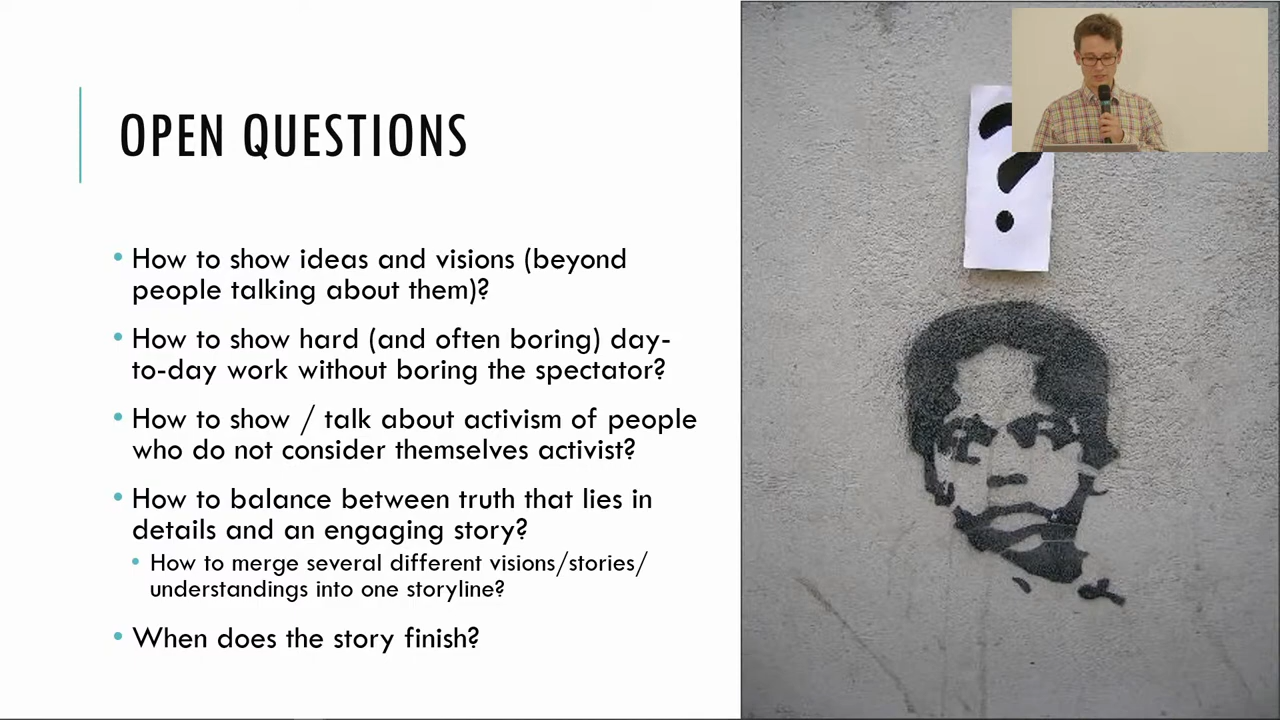 OPEN QUESTIONS
• How to show ideas and visions (beyond
people talking about them)?
• How to show hard (and often boring) day-
to-day work without boring the spectator?
• How to show / talk about activism of people
who do not consider themselves activist?
• How to balance between truth that lies in
details and an engaging story?
• How to merge several different visions/stories/
understandings into one storyline?
• When does the story finish?
?